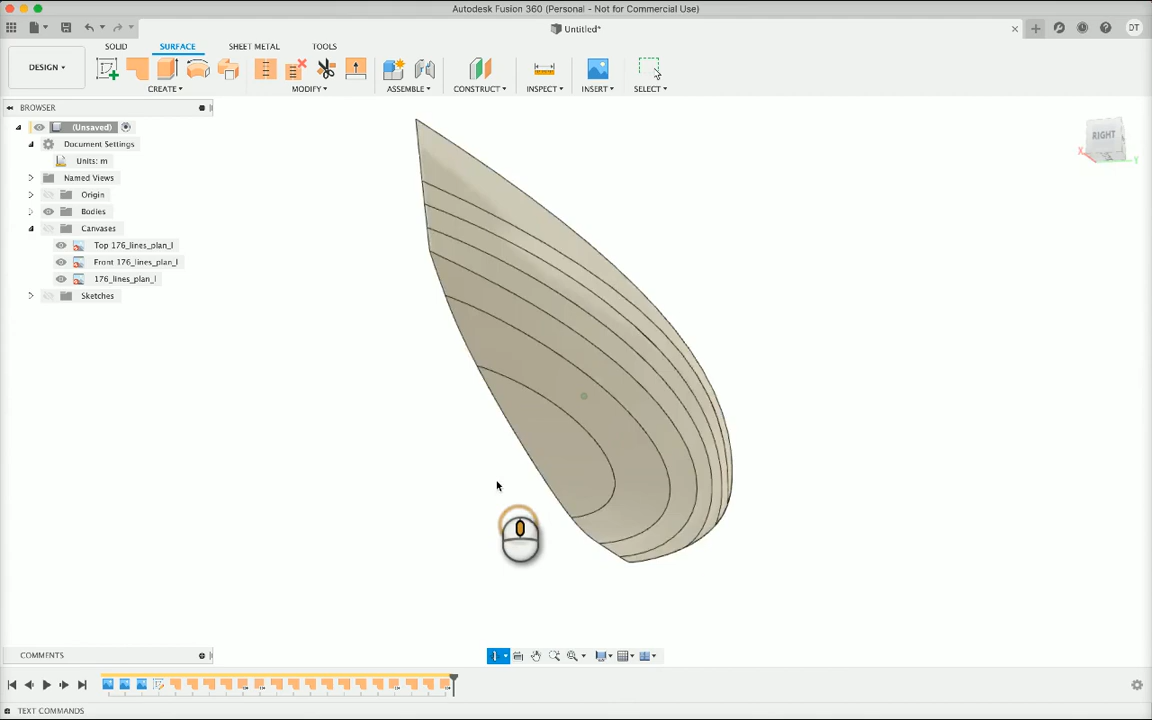 Autodesk Fusion 360 (Personal - Not for Commercial Use)
Untitled*
DT
SOLID SURFACE SHEET METAL TOOLS
DESIGN
CREATE MODIFY ASSEMBLE CONSTRUCT INSPECT INSERT SELECT
BROWSER
(Unsaved)
Document Settings
Units: m
Named Views
Origin
Bodies
Canvases
Top 176_lines_plan_l
Front 176_lines_plan_l
176_lines_plan_l
Sketches
RIGHT
X
Y
COMMENTS
TEXT COMMANDS